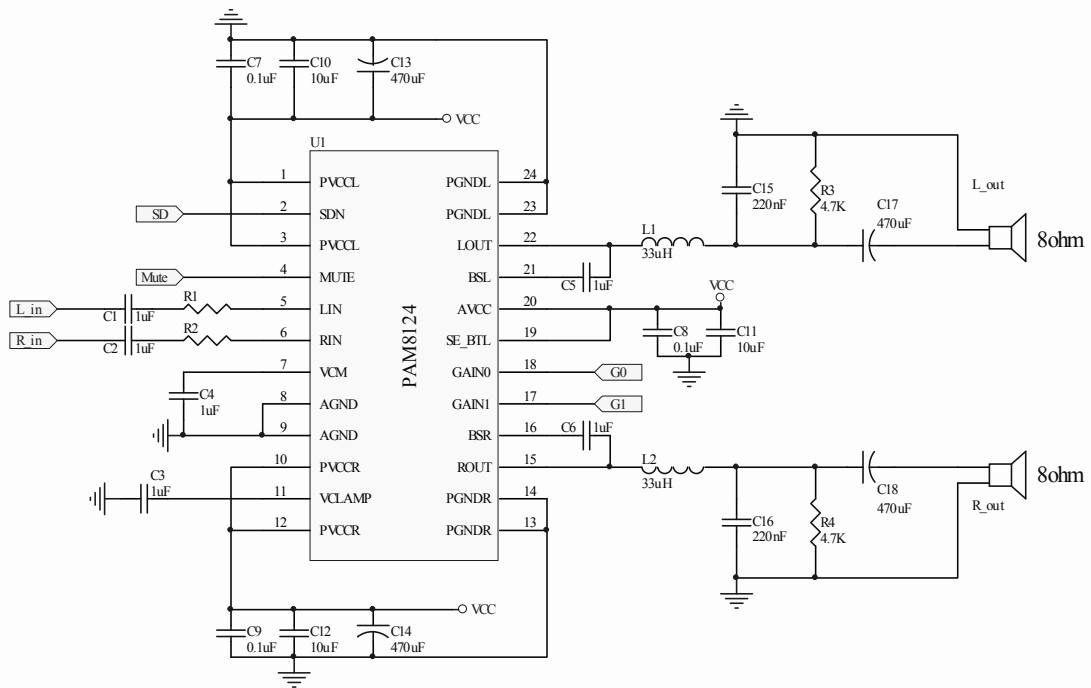 C7
0.1uF
C10
10uF
C13
470uF
VCC
U1
1
PVCCL
PGNDL
24
SD
2
SDN
PGNDL
23
3
PVCCL
LOUT
22
Mute
4
MUTE
BSL
21
L_in
C1
1uF
R1
5
LIN
AVCC
20
R_in
C2
1uF
R2
6
RIN
SE_BTL
19
7
VCM
GAIN0
18
G0
C4
1uF
8
AGND
GAIN1
17
G1
9
AGND
BSR
16
10
PVCCR
ROUT
15
C3
1uF
11
VCLAMP
PGNDR
14
12
PVCCR
PGNDR
13
PAM8124
C5
1uF
L1
33uH
C15
220nF
R3
4.7K
C17
470uF
L_out
8ohm
VCC
C8
0.1uF
C11
10uF
C6
1uF
L2
33uH
C16
220nF
R4
4.7K
C18
470uF
R_out
8ohm
VCC
C9
0.1uF
C12
10uF
C14
470uF